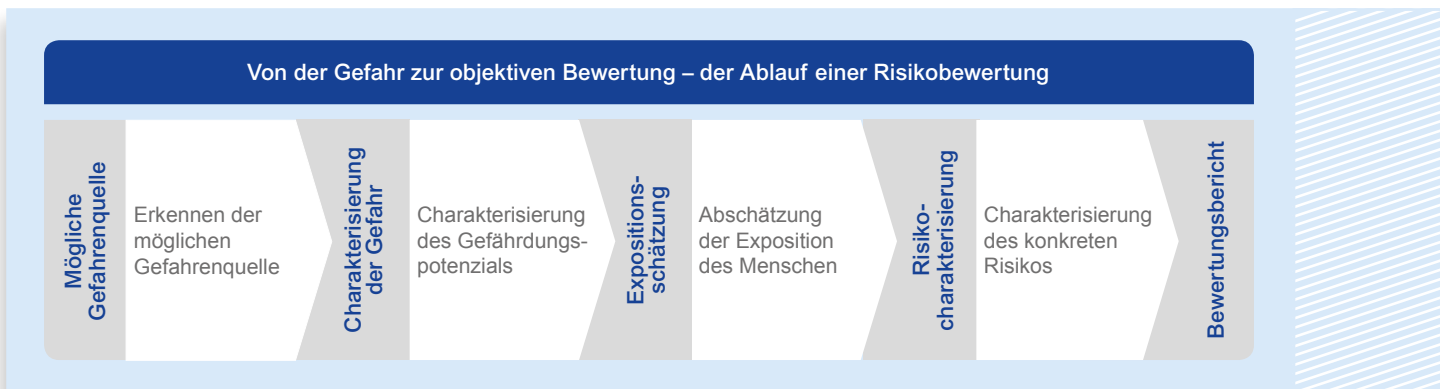 Von der Gefahr zur objektiven Bewertung – der Ablauf einer Risikobewertung
Mögliche
Gefahrenquelle
Erkennen der
möglichen
Gefahrenquelle
Charakterisierung
der Gefahr
Charakterisierung
des Gefährdungs-
potenzials
Expositions-
schätzung
Abschätzung
der Exposition
des Menschen
Risiko-
charakterisierung
Charakterisierung
des konkreten
Risikos
Bewertungsbericht